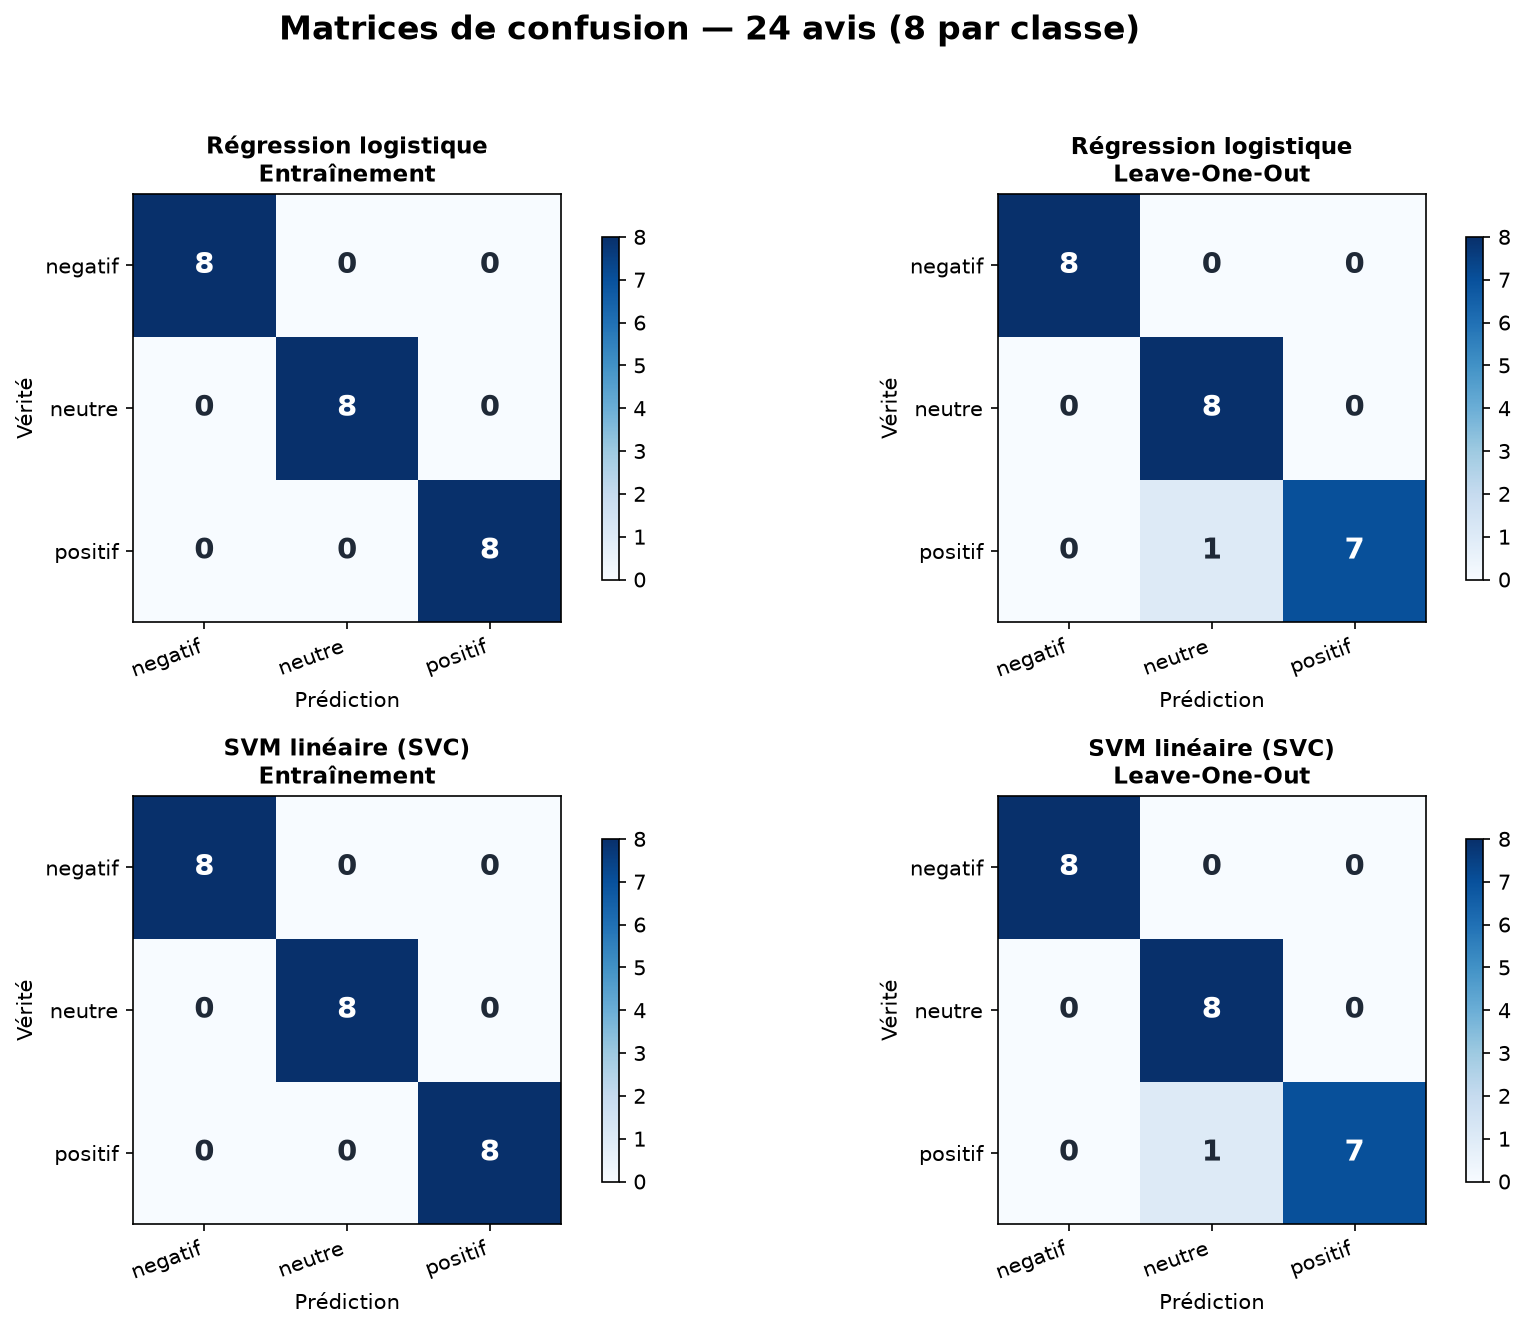 Matrices de confusion — 24 avis (8 par classe)
Régression logistique
Entraînement
negatif
neutre
positif
Vérité
8 0 0
0 8 0
0 0 8
negatif neutre positif
Prédiction
8
7
6
5
4
3
2
1
0
Régression logistique
Leave-One-Out
negatif
neutre
positif
Vérité
8 0 0
0 8 0
0 1 7
negatif neutre positif
Prédiction
8
7
6
5
4
3
2
1
0
SVM linéaire (SVC)
Entraînement
negatif
neutre
positif
Vérité
8 0 0
0 8 0
0 0 8
negatif neutre positif
Prédiction
8
7
6
5
4
3
2
1
0
SVM linéaire (SVC)
Leave-One-Out
negatif
neutre
positif
Vérité
8 0 0
0 8 0
0 1 7
negatif neutre positif
Prédiction
8
7
6
5
4
3
2
1
0